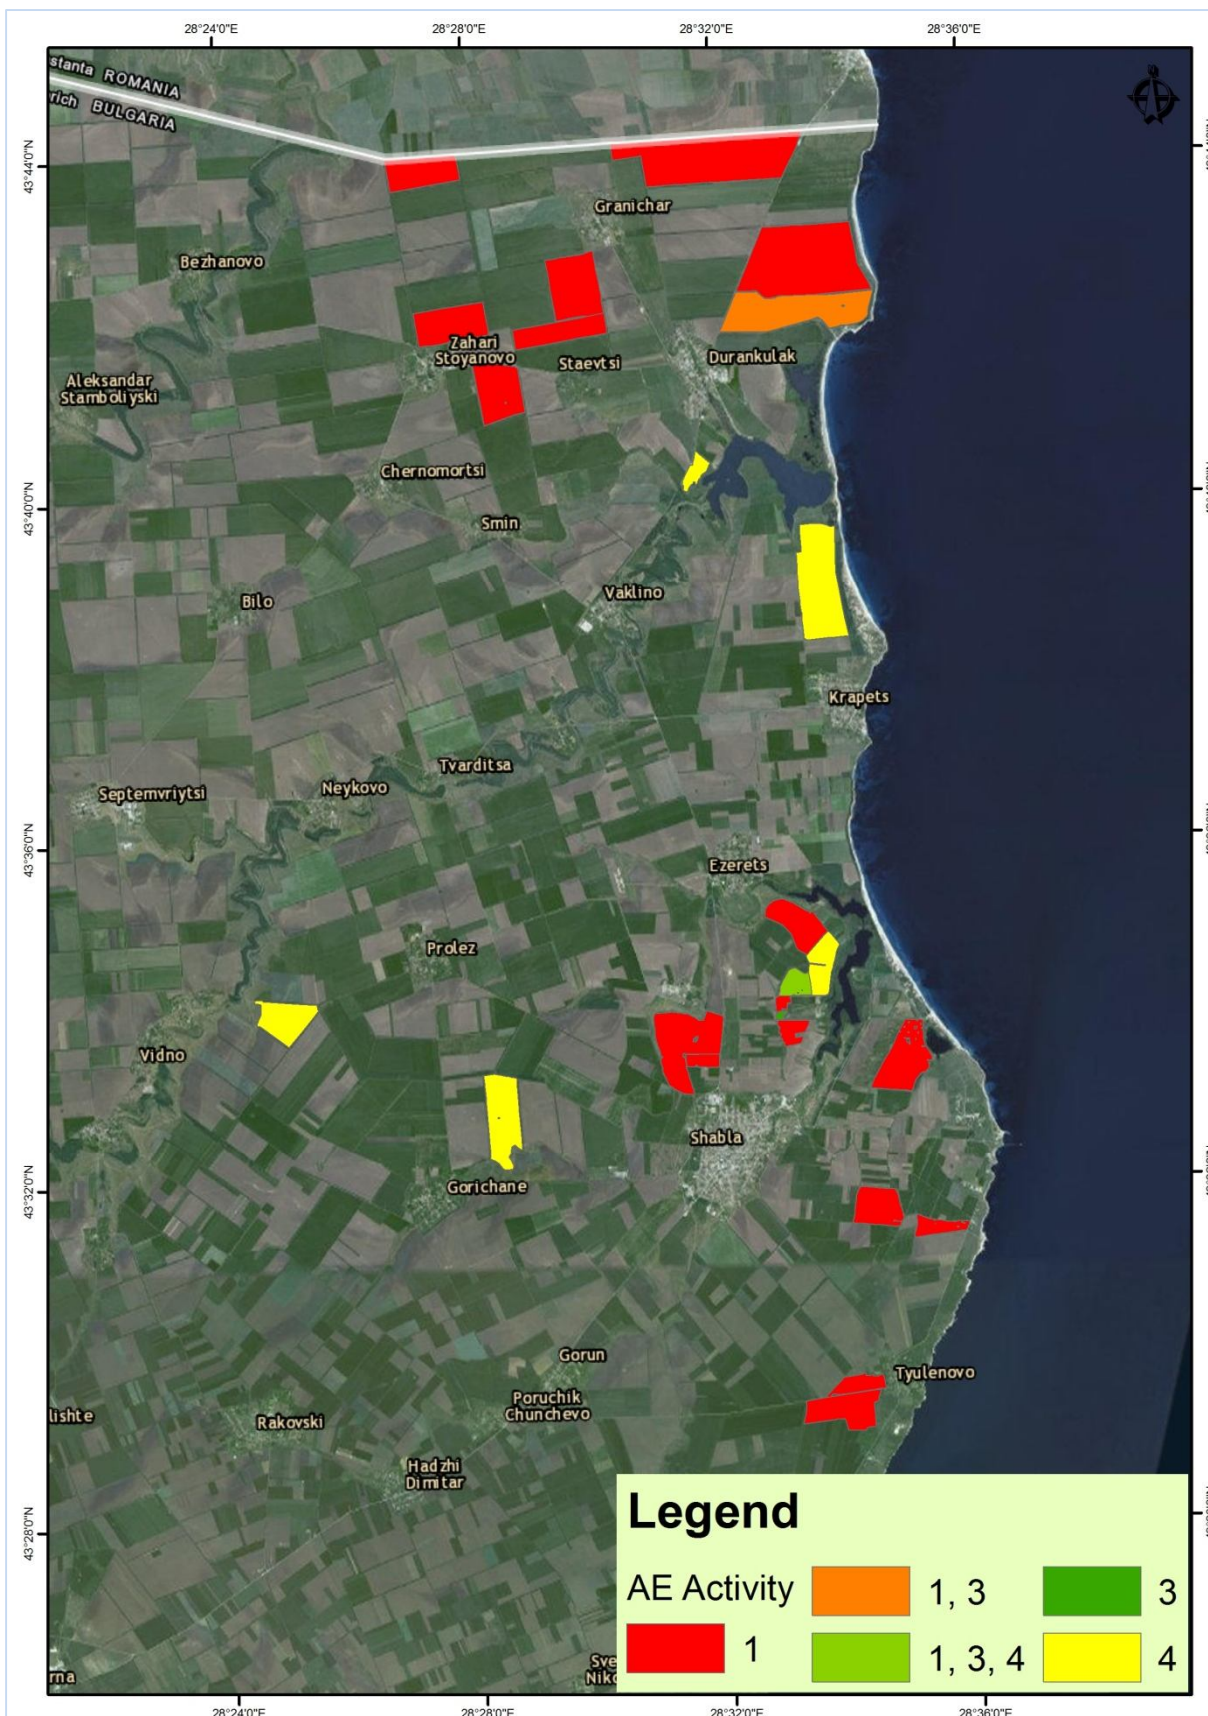 28°24'0"E
28°28'0"E
28°32'0"E
28°36'0"E
stanta ROMANIA
rich BULGARIA
43°44'0"N
Granichar
Bezhanovo
Zahari
Stoyanovo
Staevtsi
Durankulak
Aleksandar
Stamboliyski
Chernomortsi
43°40'0"N
Smin
Vaklino
Bilo
Krapets
Tvarditsa
Neykovo
Septemvriytsi
43°36'0"N
Ezerets
Prolez
Vidno
Shabla
43°32'0"N
Gorichane
Gorun
Tyulenovo
Poruchik
Chunchevo
lishte
Rakovski
Hadzhi
Dimitar
43°28'0"N
Legend
AE Activity
1
1, 3
1, 3, 4
3
4
Sve
Niko
rna
28°24'0"E
28°28'0"E
28°32'0"E
28°36'0"E